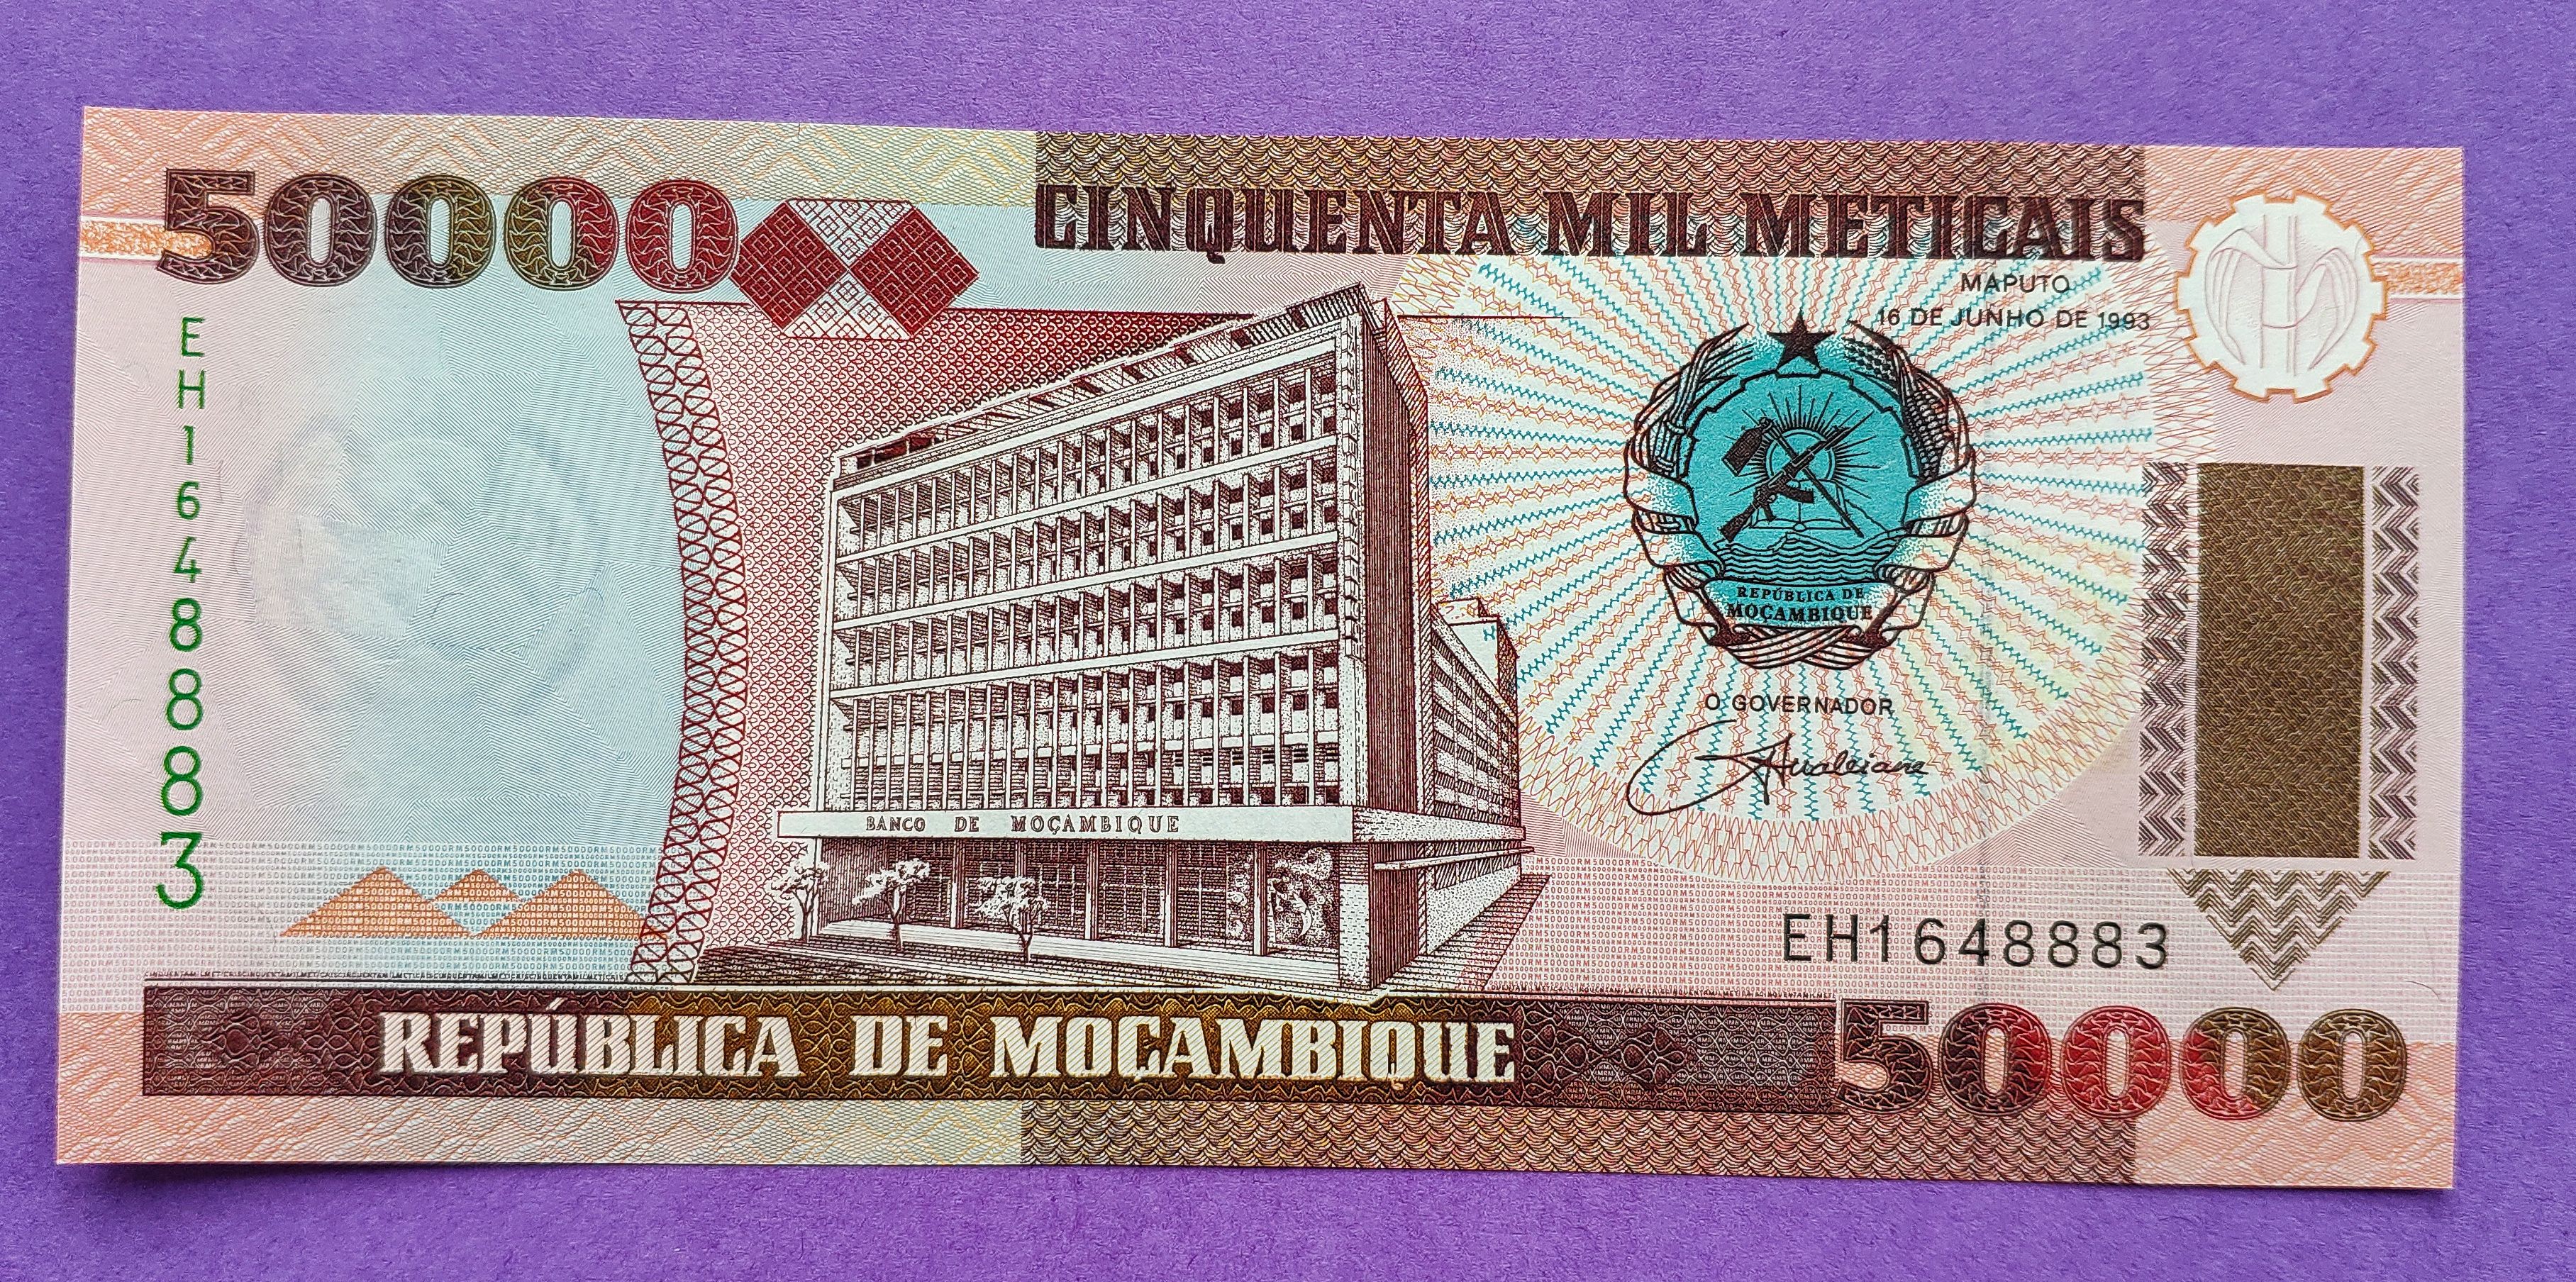 50000
CINQUENTA MIL METICAIS
MAPUTO
16 DE JUNHO DE 1993
EH1648883
REPÚBLICA DE
MOÇAMBIQUE
O GOVERNADOR
BANCO DE MOÇAMBIQUE
EH1648883
REPÚBLICA DE MOÇAMBIQUE
50000